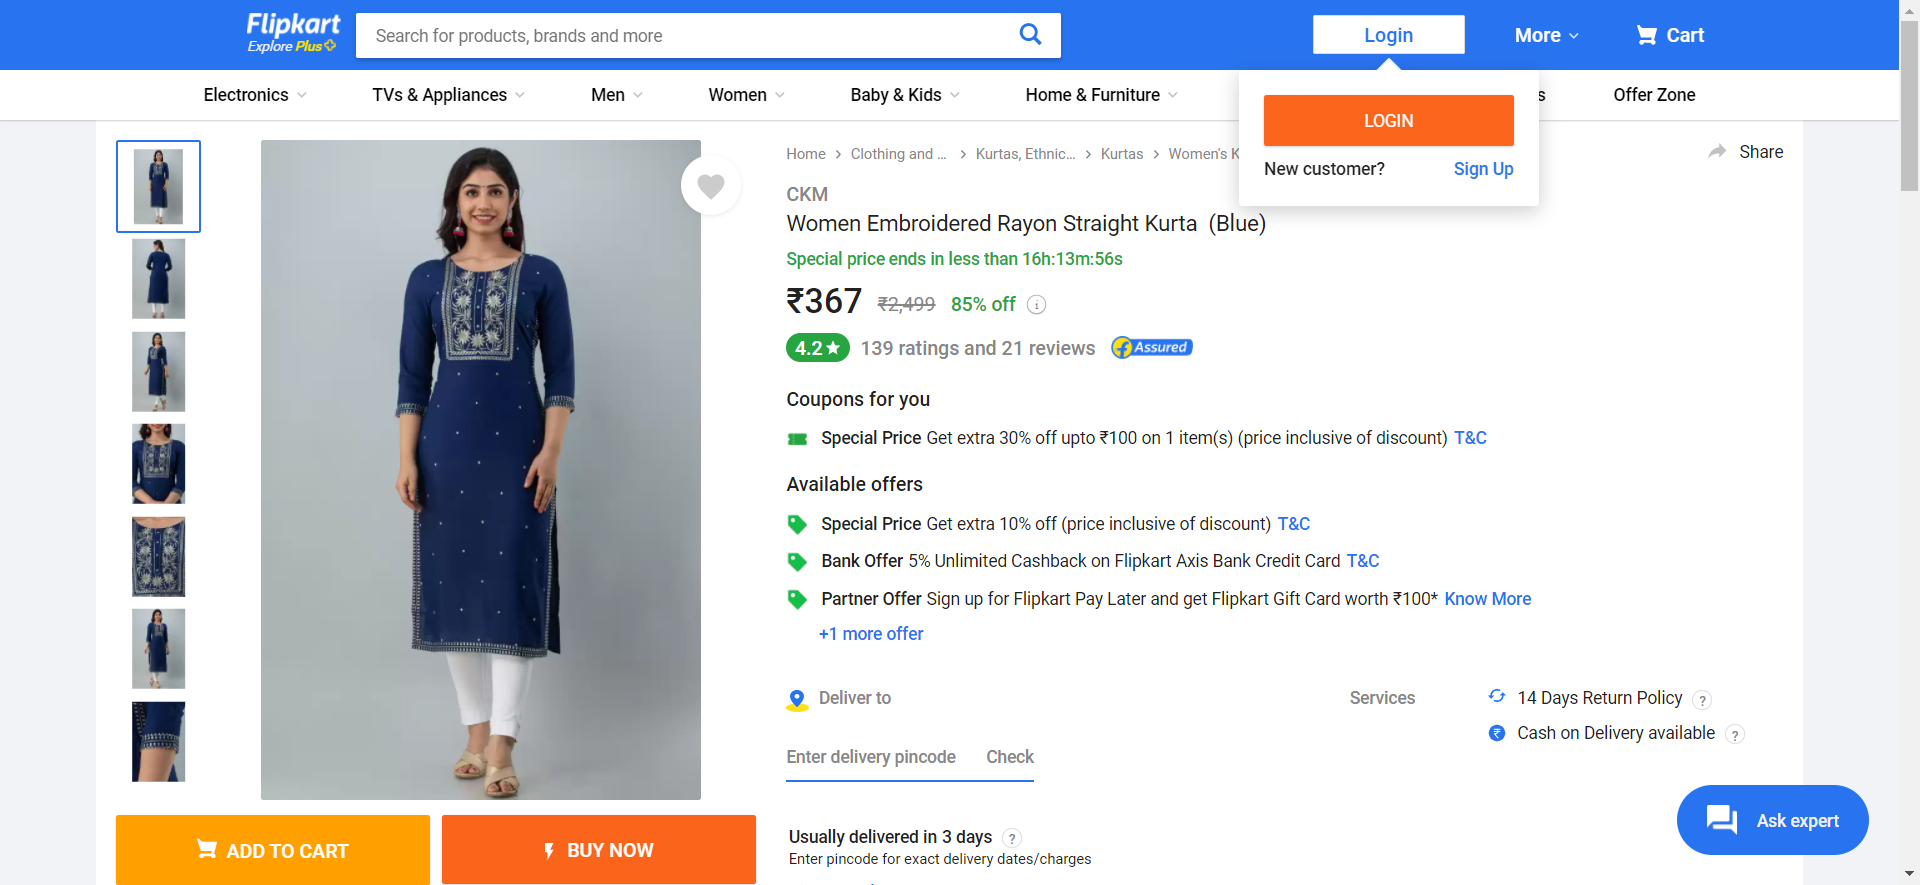 Flipkart
Explore Plus
Search for products, brands and more
Login
More
Cart
Electronics
TVs & Appliances
Men
Women
Baby & Kids
Home & Furniture
s
Offer Zone
LOGIN
New customer? Sign Up
Home
Clothing and ...
Kurtas, Ethnic...
Kurtas
Women's K
Share
CKM
Women Embroidered Rayon Straight Kurta (Blue)
Special price ends in less than 16h:13m:56s
₹367 ₹2,499 85% off i
4.2 139 ratings and 21 reviews f Assured
Coupons for you
Special Price Get extra 30% off upto ₹100 on 1 item(s) (price inclusive of discount) T&C
Available offers
Special Price Get extra 10% off (price inclusive of discount) T&C
Bank Offer 5% Unlimited Cashback on Flipkart Axis Bank Credit Card T&C
Partner Offer Sign up for Flipkart Pay Later and get Flipkart Gift Card worth ₹100* Know More
+1 more offer
Deliver to
Enter delivery pincode Check
Services
14 Days Return Policy ?
₹ Cash on Delivery available ?
Usually delivered in 3 days ?
Enter pincode for exact delivery dates/charges
ADD TO CART
BUY NOW
Ask expert